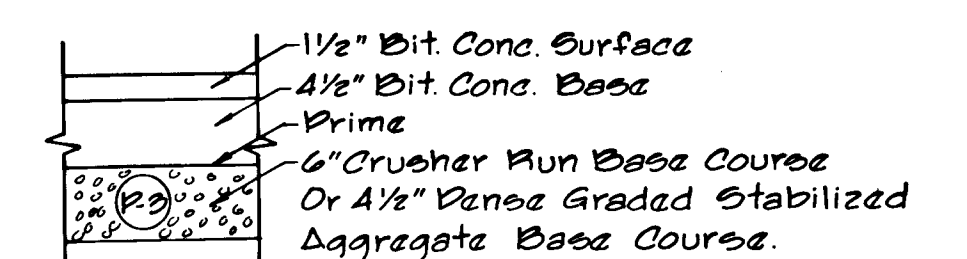 1½" Bit. Conc. Surface
4½" Bit. Conc. Base
Prime
6" Crusher Run Base Course
Or 4½" Dense Graded Stabilized
Aggregate Base Course.
P-3